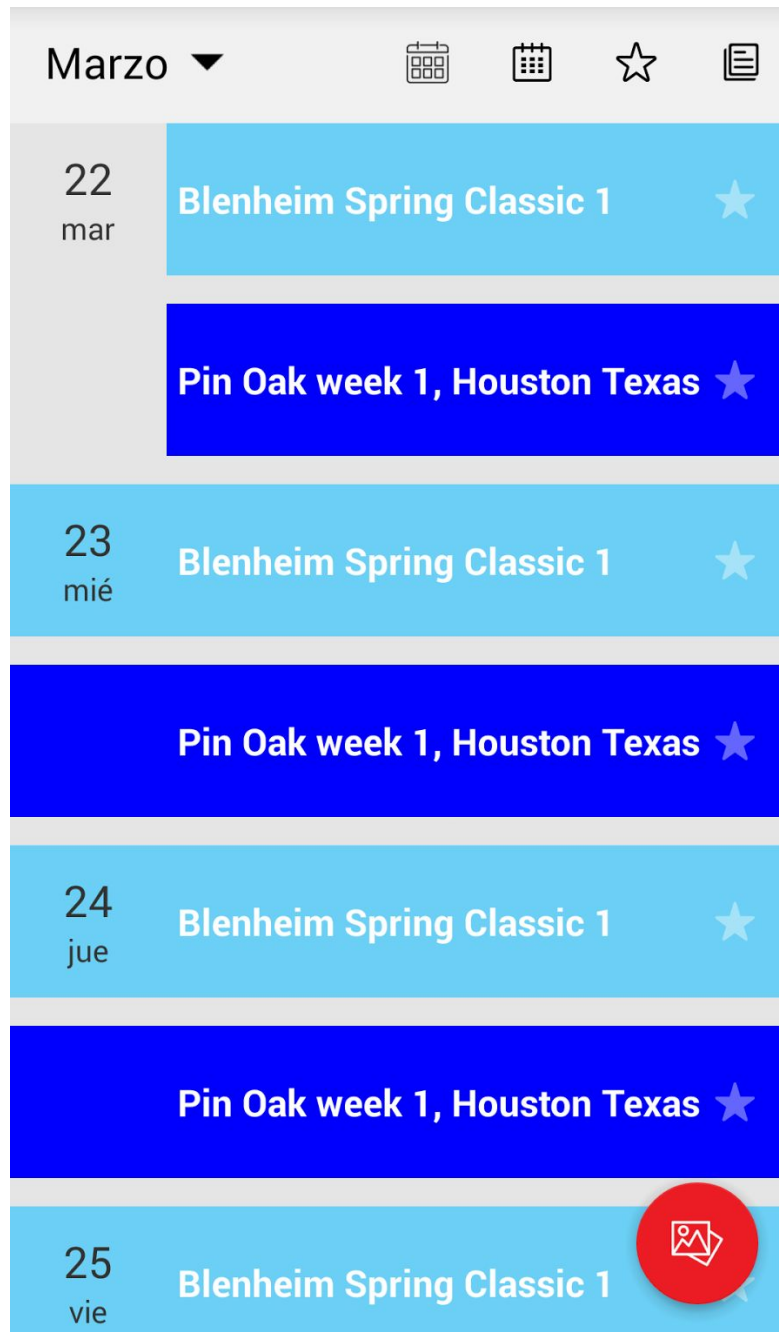 Marzo
22
mar
Blenheim Spring Classic 1
Pin Oak week 1, Houston Texas
23
mié
Blenheim Spring Classic 1
Pin Oak week 1, Houston Texas
24
jue
Blenheim Spring Classic 1
Pin Oak week 1, Houston Texas
25
vie
Blenheim Spring Classic 1